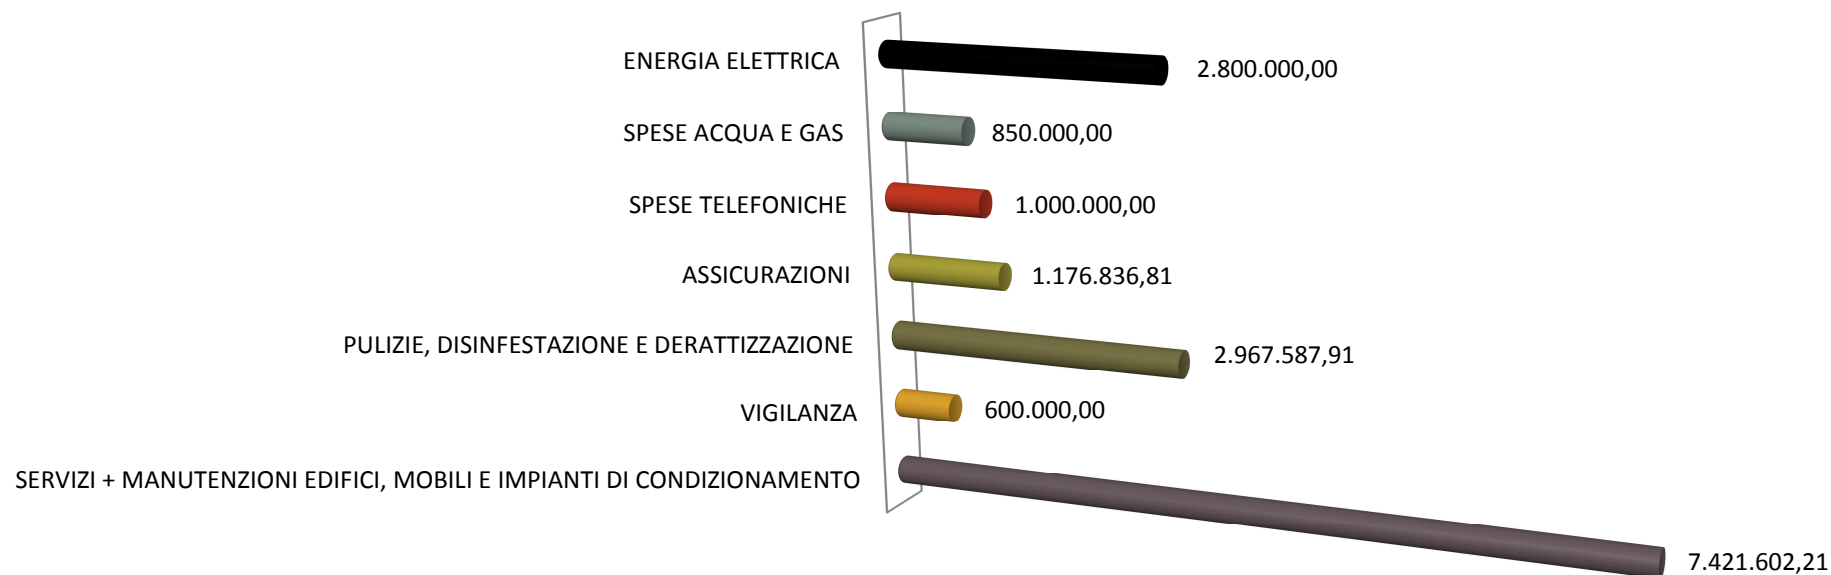 ENERGIA ELETTRICA 2.800.000,00
SPESE ACQUA E GAS 850.000,00
SPESE TELEFONICHE 1.000.000,00
ASSICURAZIONI 1.176.836,81
PULIZIE, DISINFESTAZIONE E DERATTIZZAZIONE 2.967.587,91
VIGILANZA 600.000,00
SERVIZI + MANUTENZIONI EDIFICI, MOBILI E IMPIANTI DI CONDIZIONAMENTO 7.421.602,21